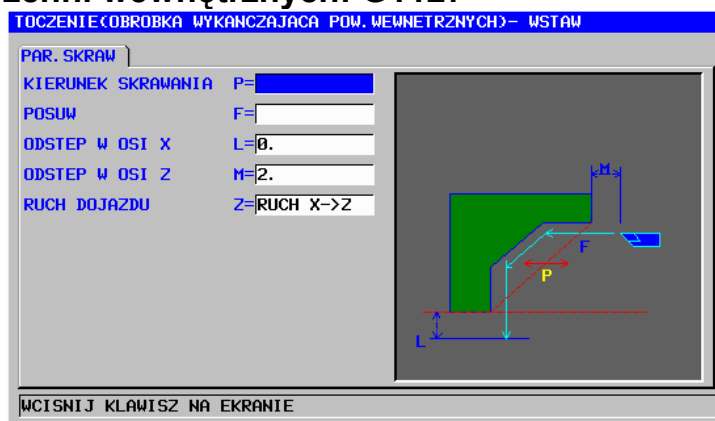 TOCZENIE(OBROBKA WYKANCZAJACA POW.WEWNETRZNYCH)- WSTAW
PAR.SKRAW
KIERUNEK SKRAWANIA P=
POSUW F=
ODSTEP W OSI X L=0.
ODSTEP W OSI Z M=2.
RUCH DOJAZDU Z=RUCH X->Z
M
F
P
L
WCISNIJ KLAWISZ NA EKRANIE